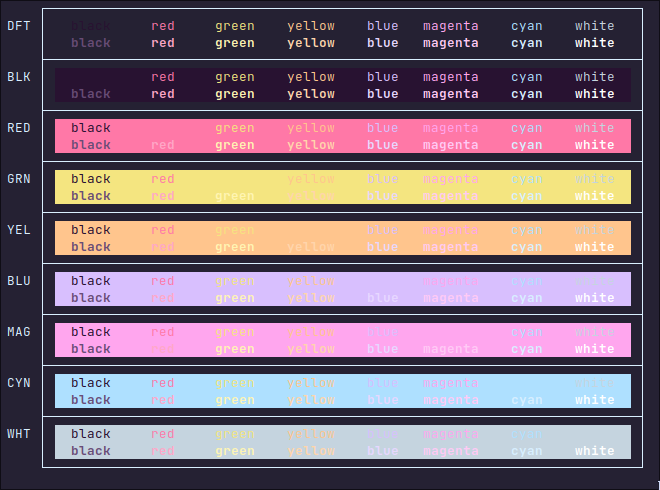 DFT black red green yellow blue magenta cyan white
black red green yellow blue magenta cyan white
BLK red green yellow blue magenta cyan white
black red green yellow blue magenta cyan white
RED black green yellow blue magenta cyan white
black red green yellow blue magenta cyan white
GRN black red yellow blue magenta cyan white
black red green yellow blue magenta cyan white
YEL black red green blue magenta cyan white
black red green yellow blue magenta cyan white
BLU black red green yellow magenta cyan white
black red green yellow blue magenta cyan white
MAG black red green yellow blue cyan white
black red green yellow blue magenta cyan white
CYN black red green yellow blue magenta white
black red green yellow blue magenta cyan white
WHT black red green yellow blue magenta cyan
black red green yellow blue magenta cyan white